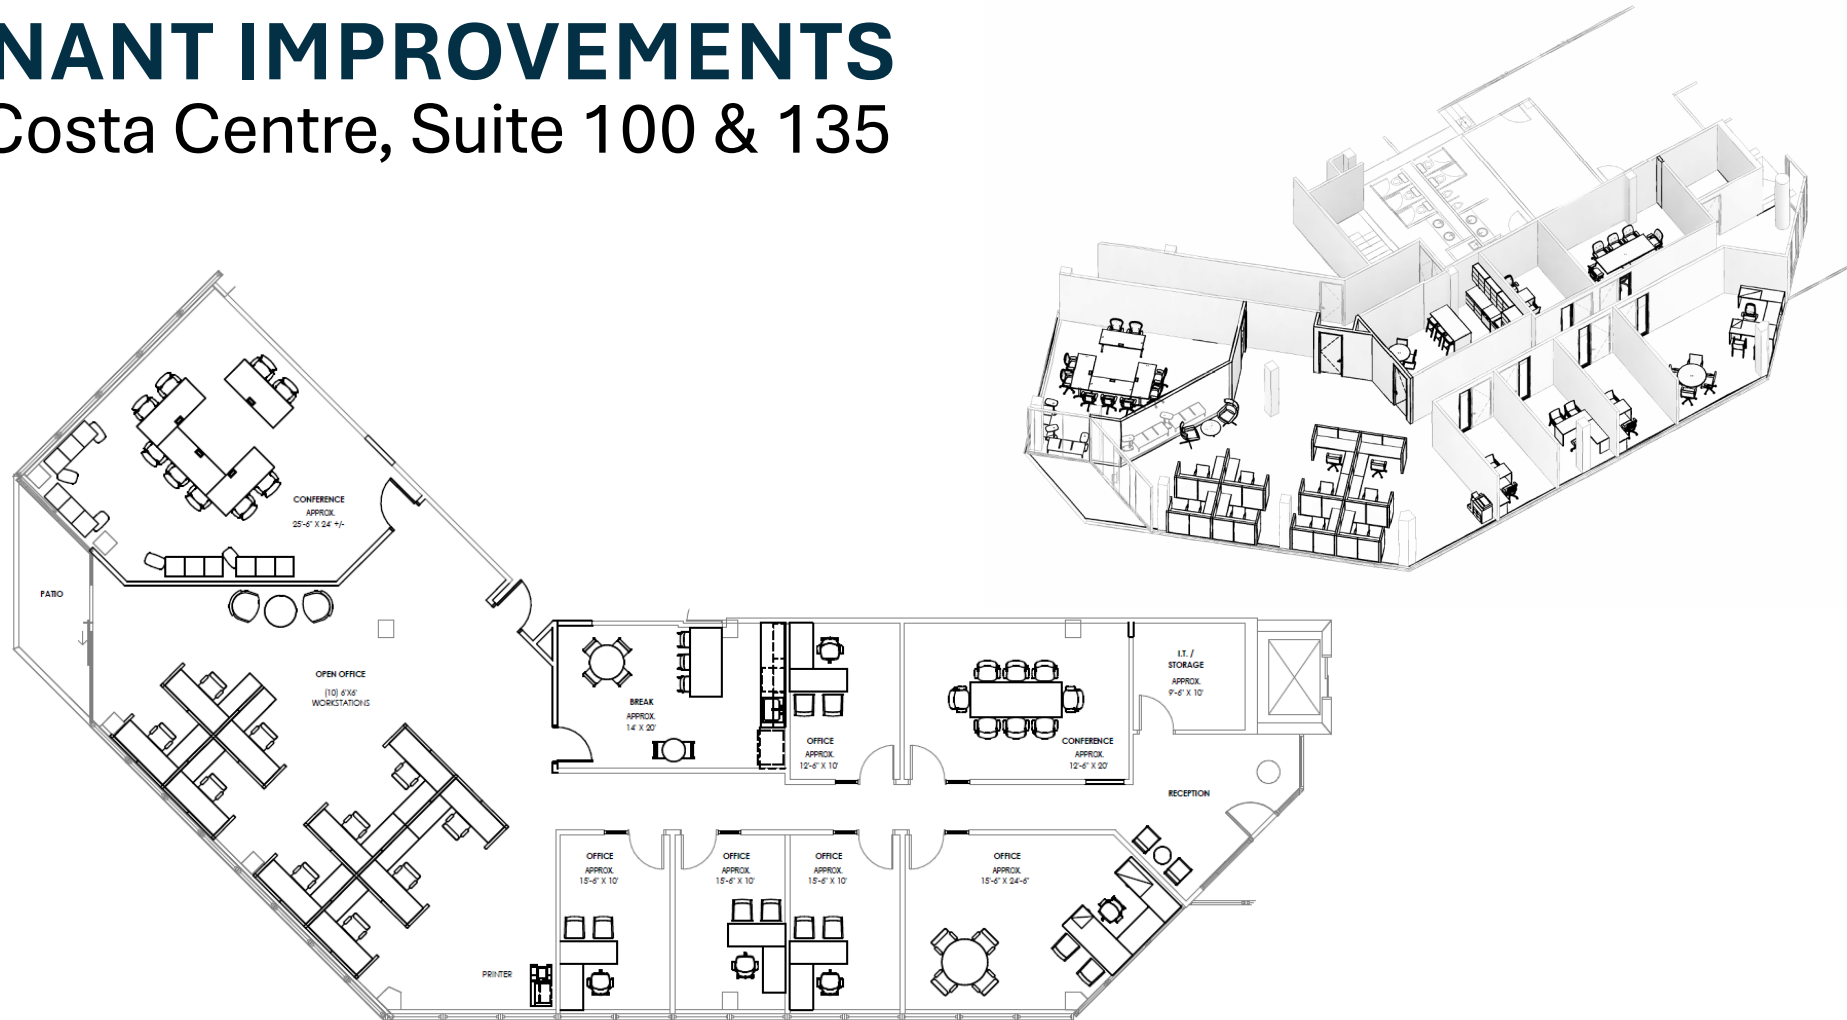 NANT IMPROVEMENTS
Costa Centre, Suite 100 & 135
CONFERENCE
APPROX.
25'-6" X 24' +/-
PATIO
OPEN OFFICE
(10) 6'X6'
WORKSTATIONS
BREAK
APPROX.
14' X 20'
OFFICE
APPROX.
12'-6" X 10'
CONFERENCE
APPROX.
12'-6" X 20'
I.T. /
STORAGE
APPROX.
9'-6" X 10'
RECEPTION
OFFICE
APPROX.
15'-6" X 10'
OFFICE
APPROX.
15'-6" X 10'
OFFICE
APPROX.
15'-6" X 10'
OFFICE
APPROX.
15'-6" X 24'-6"
PRINTER